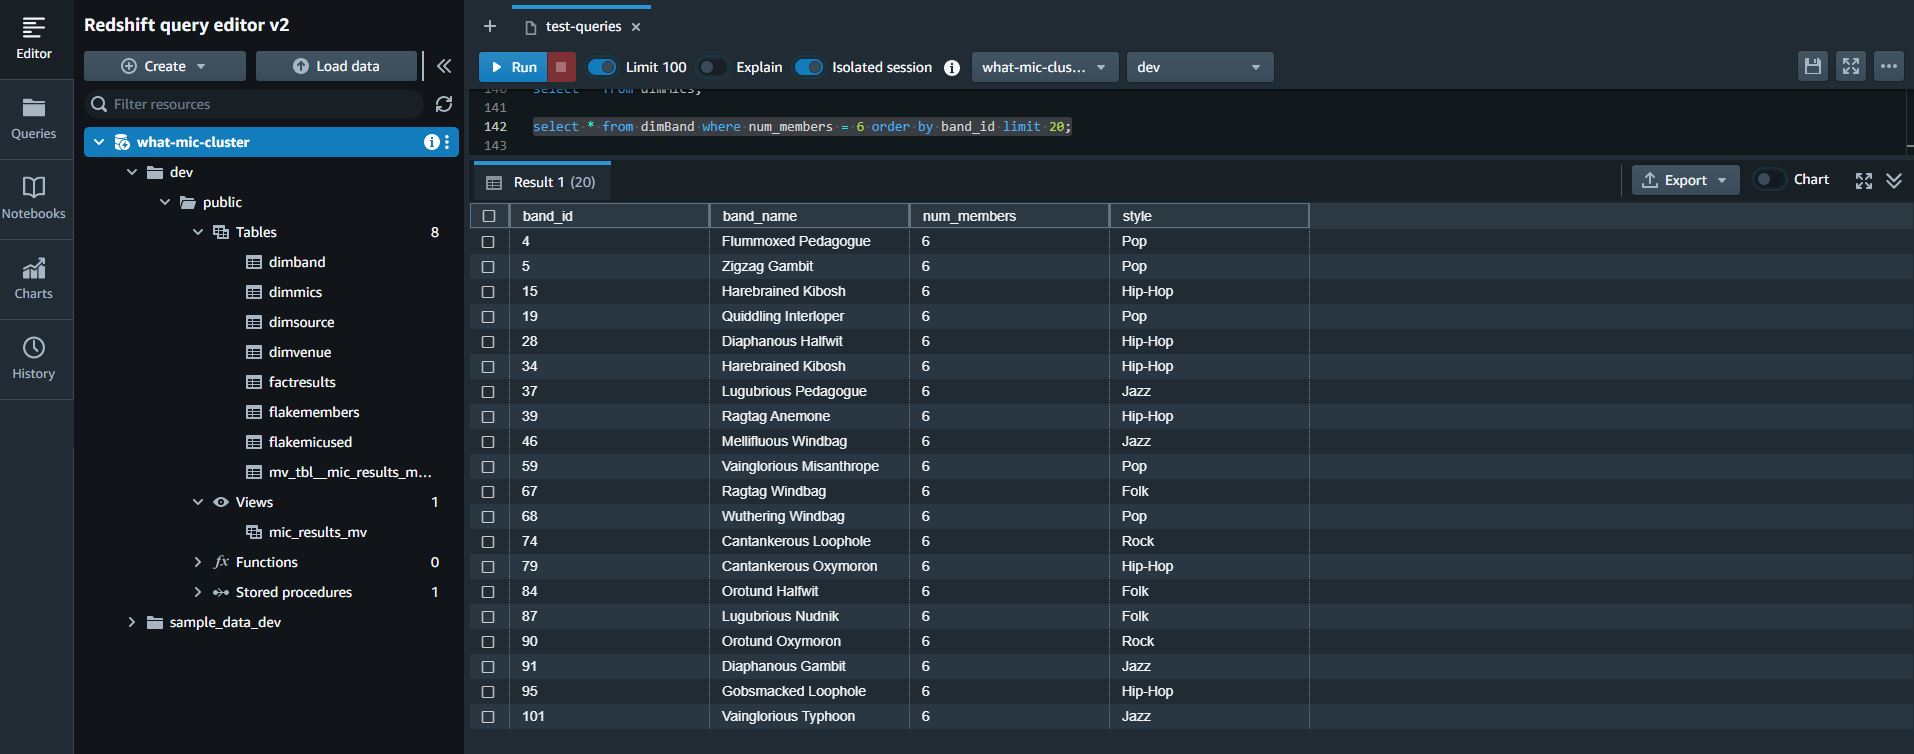 Editor
Queries
Notebooks
Charts
History
Redshift query editor v2
Create
Load data
Filter resources
what-mic-cluster
dev
public
Tables 8
dimband
dimmics
dimsource
dimvenue
factresults
flakemembers
flakemicused
mv_tbl__mic_results_m...
Views 1
mic_results_mv
fx Functions 0
Stored procedures 1
sample_data_dev
test-queries
Run Limit 100 Explain Isolated session what-mic-clus... dev
140 select * from dimMics;
141
142 select * from dimBand where num_members = 6 order by band_id limit 20;
143
Result 1 (20) Export Chart
band_id band_name num_members style
4 Flummoxed Pedagogue 6 Pop
5 Zigzag Gambit 6 Pop
15 Harebrained Kibosh 6 Hip-Hop
19 Quiddling Interloper 6 Pop
28 Diaphanous Halfwit 6 Hip-Hop
34 Harebrained Kibosh 6 Hip-Hop
37 Lugubrious Pedagogue 6 Jazz
39 Ragtag Anemone 6 Hip-Hop
46 Mellifluous Windbag 6 Jazz
59 Vainglorious Misanthrope 6 Pop
67 Ragtag Windbag 6 Folk
68 Wuthering Windbag 6 Pop
74 Cantankerous Loophole 6 Rock
79 Cantankerous Oxymoron 6 Hip-Hop
84 Orotund Halfwit 6 Folk
87 Lugubrious Nudnik 6 Folk
90 Orotund Oxymoron 6 Rock
91 Diaphanous Gambit 6 Jazz
95 Gobsmacked Loophole 6 Hip-Hop
101 Vainglorious Typhoon 6 Jazz